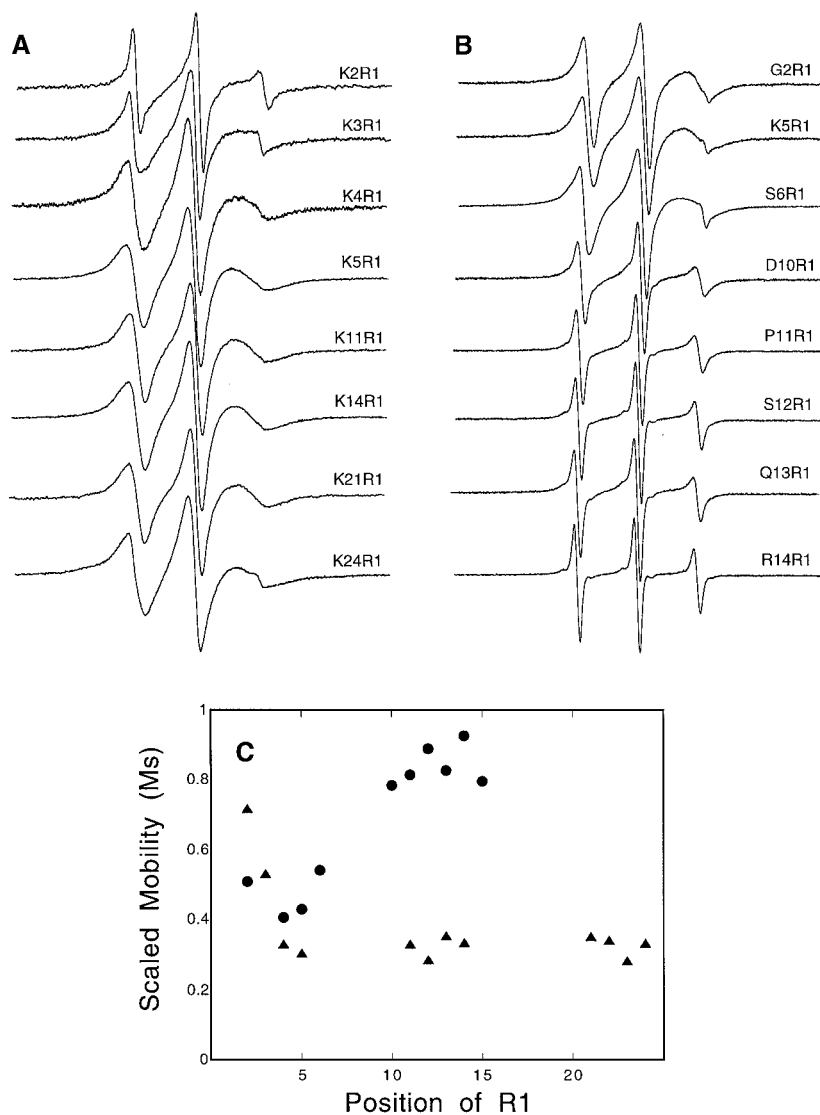 A
K2R1
K3R1
K4R1
K5R1
K11R1
K14R1
K21R1
K24R1
B
G2R1
K5R1
S6R1
D10R1
P11R1
S12R1
Q13R1
R14R1
C
Scaled Mobility (Ms)
1
0.8
0.6
0.4
0.2
0
5
10
15
20
Position of R1